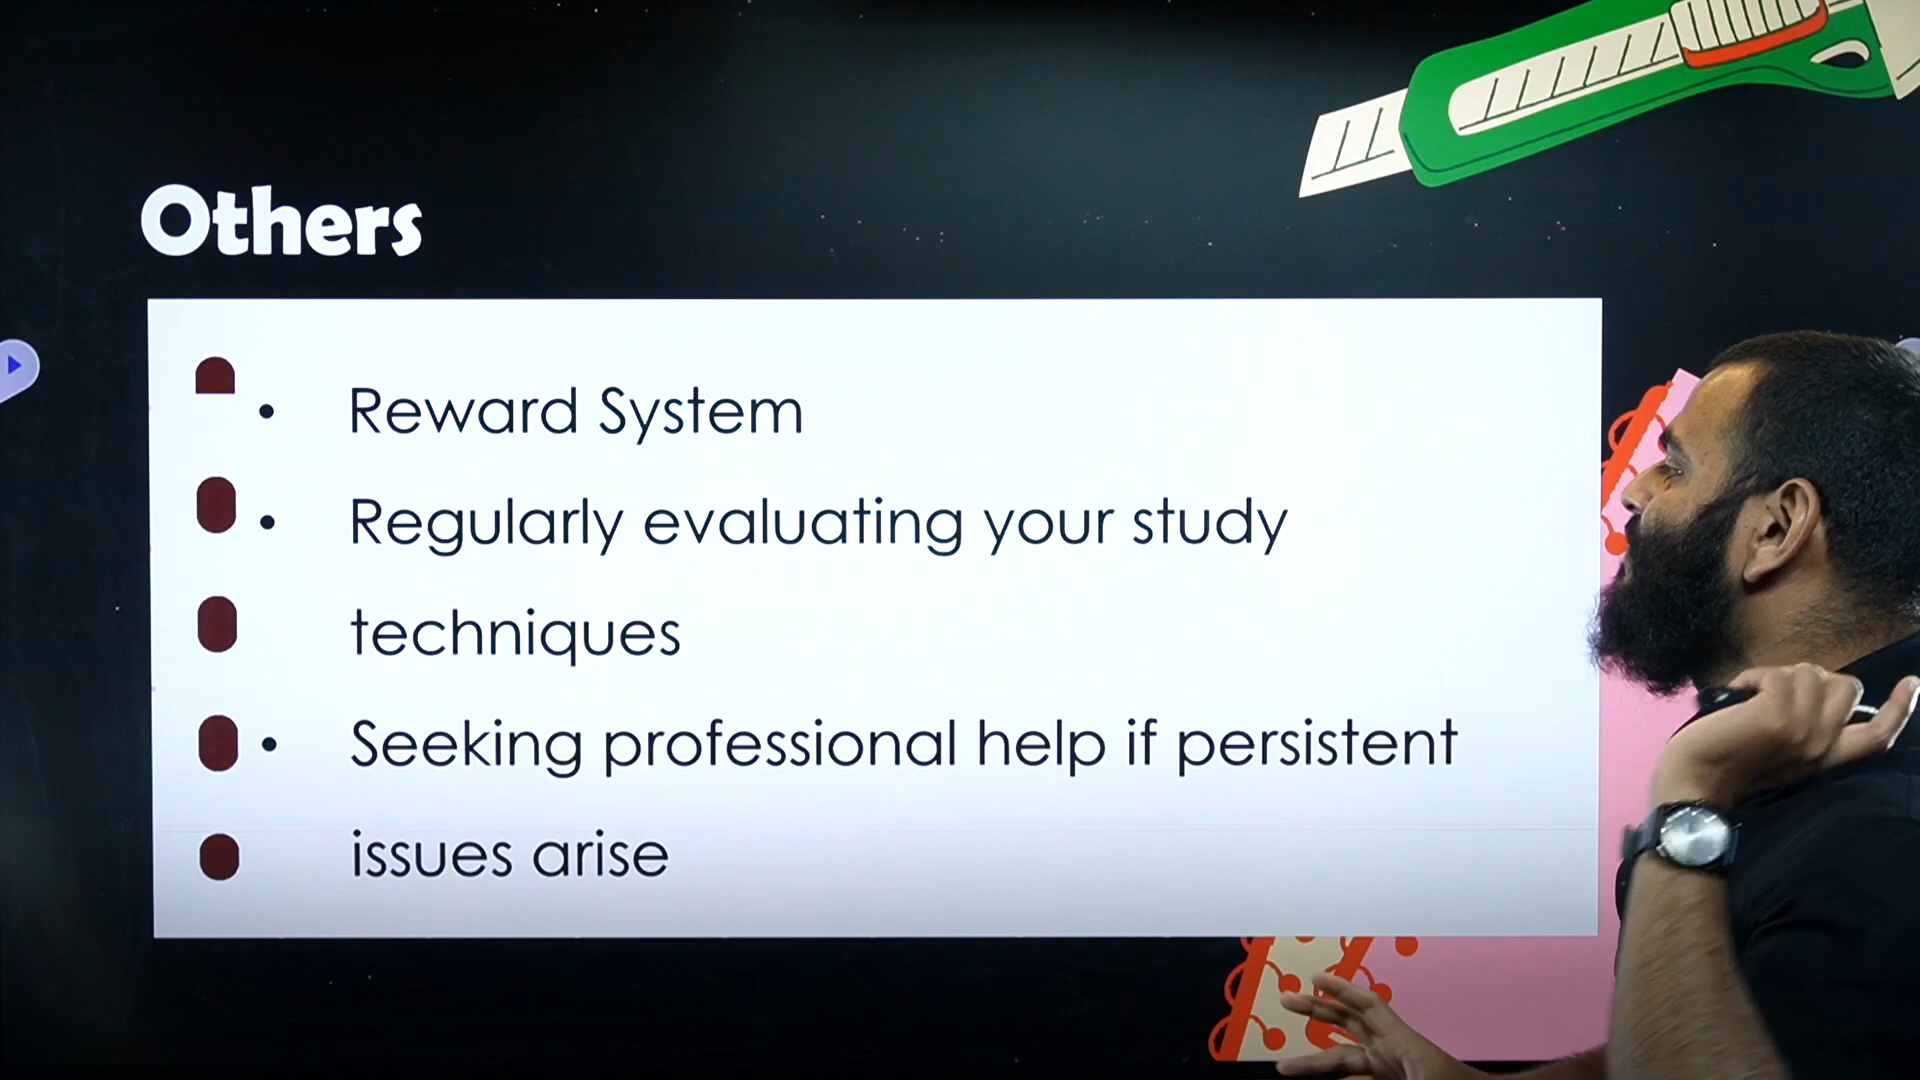 Others
• Reward System
• Regularly evaluating your study
techniques
• Seeking professional help if persistent
issues arise